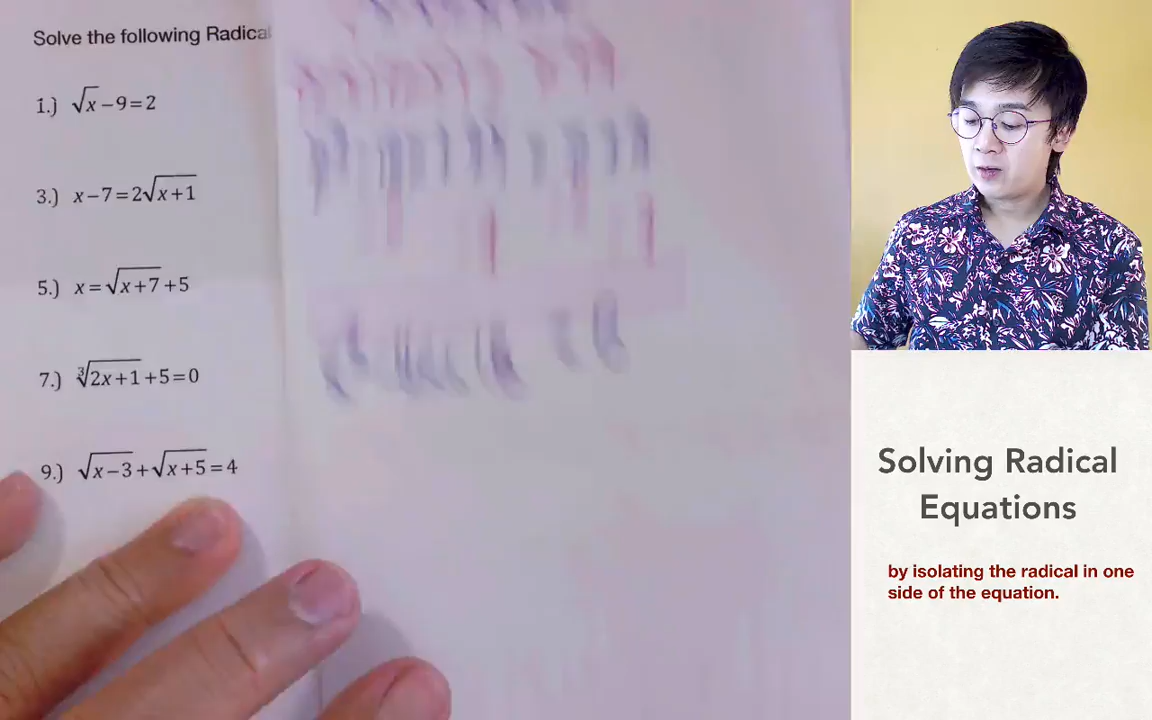 Solve the following Radical
1.) √x−9=2
3.) x−7=2√x+1
5.) x=√x+7+5
7.) ∛2x+1+5=0
9.) √x−3+√x+5=4
Solving Radical
Equations
by isolating the radical in one
side of the equation.